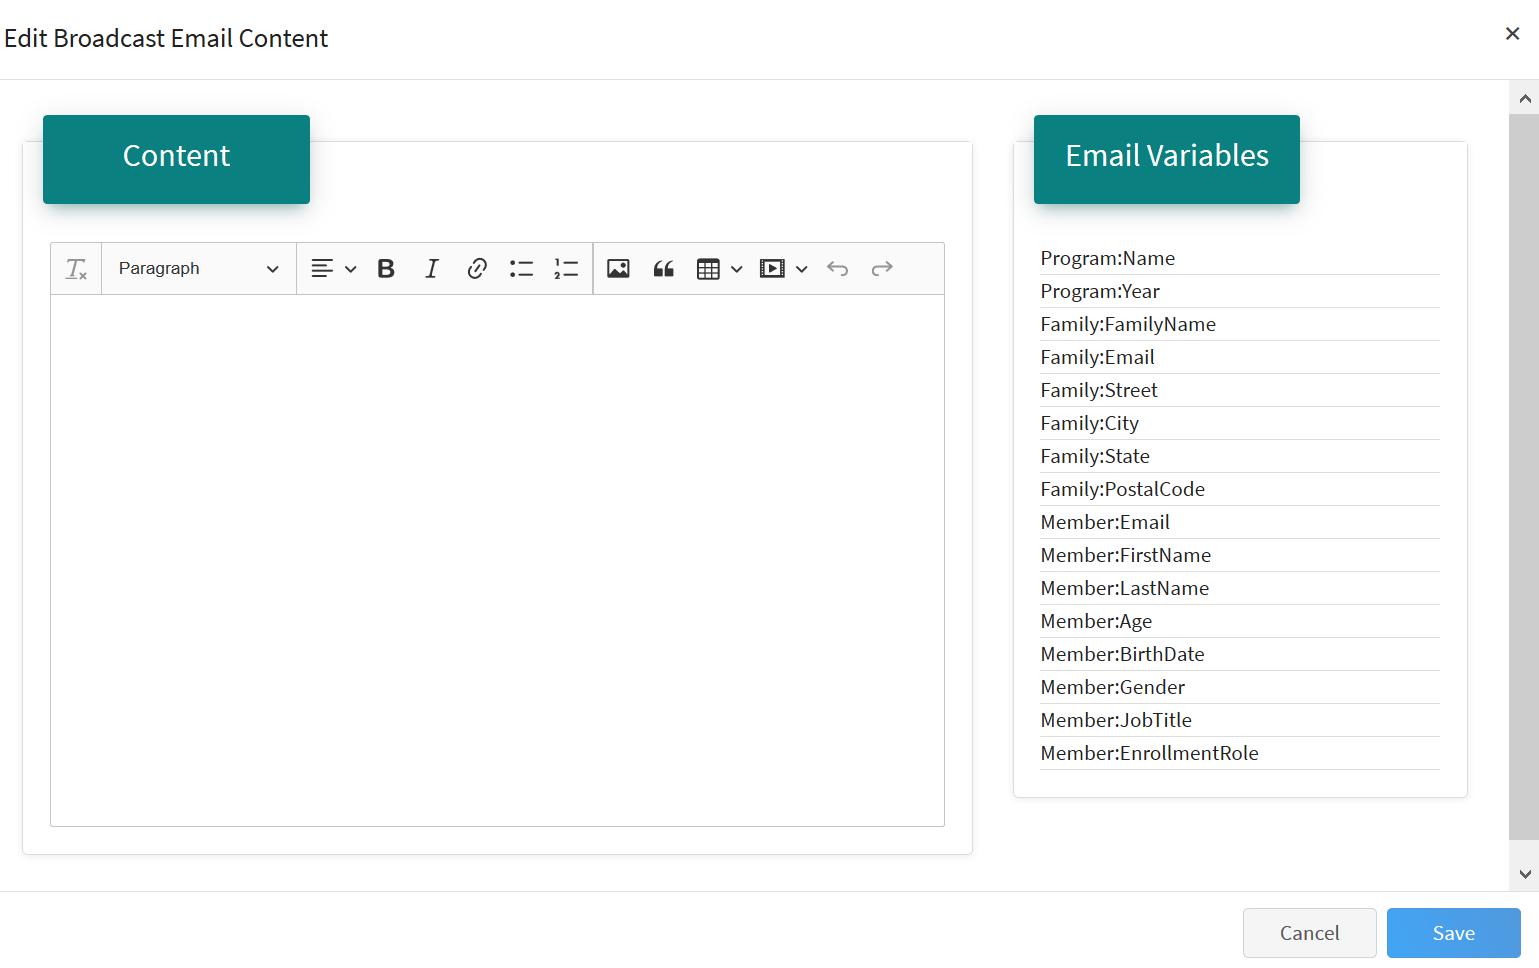 Edit Broadcast Email Content
Content
Paragraph
Email Variables
Program:Name
Program:Year
Family:FamilyName
Family:Email
Family:Street
Family:City
Family:State
Family:PostalCode
Member:Email
Member:FirstName
Member:LastName
Member:Age
Member:BirthDate
Member:Gender
Member:JobTitle
Member:EnrollmentRole
Cancel
Save